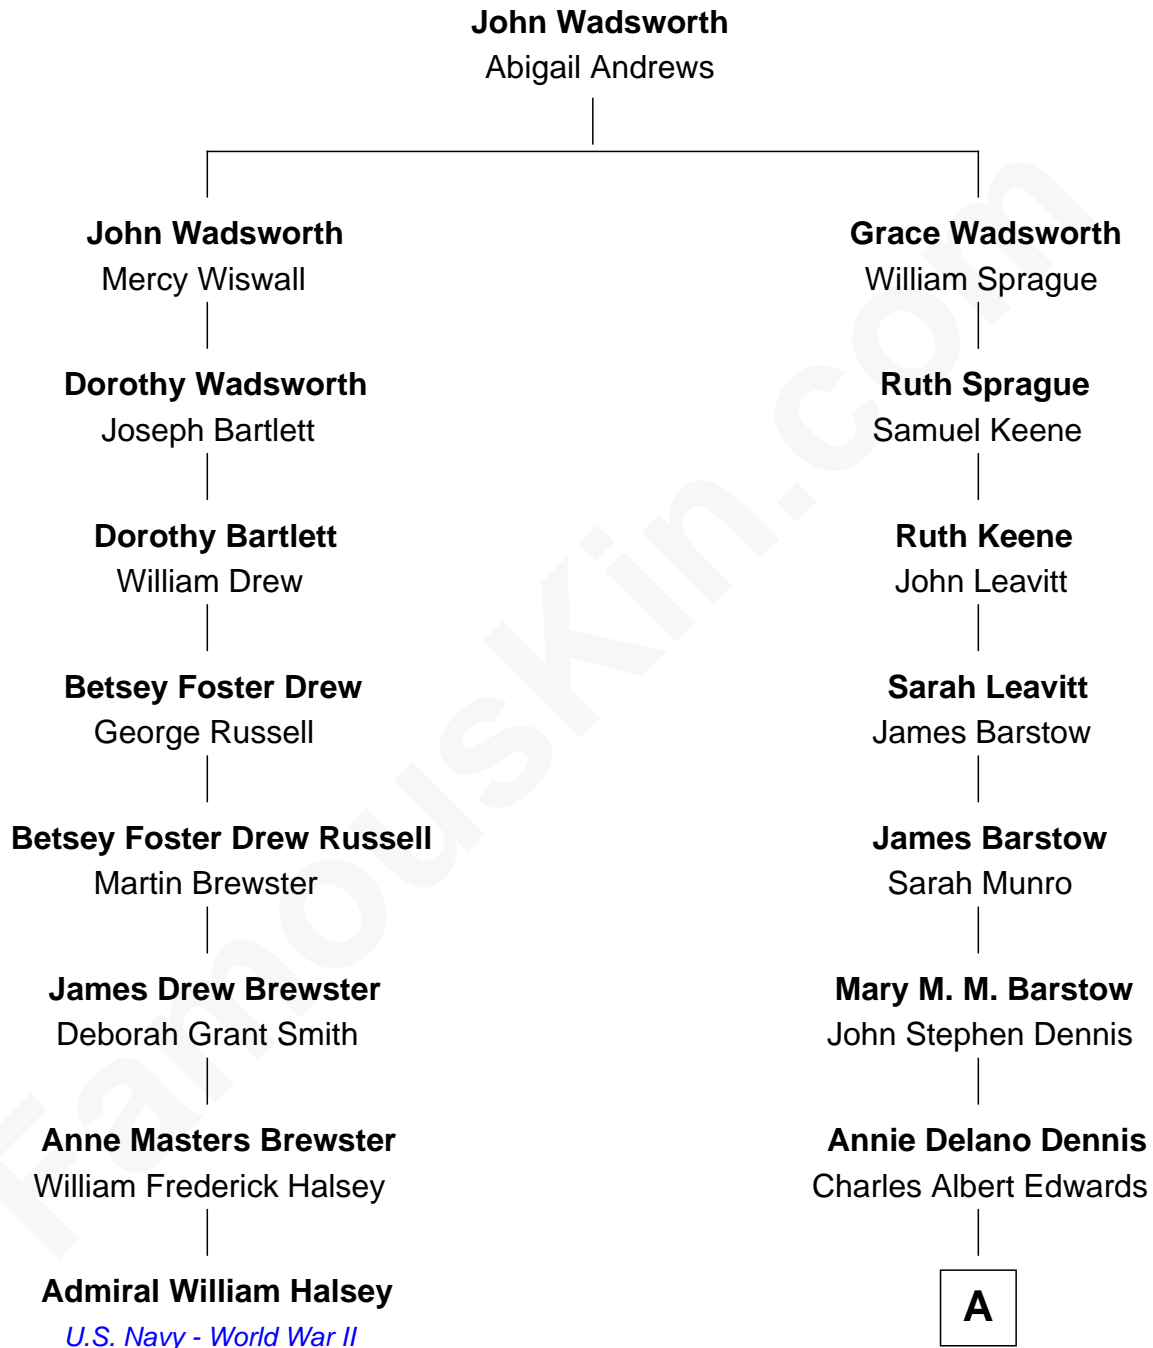 John Wadsworth
Abigail Andrews
John Wadsworth
Mercy Wiswall
Grace Wadsworth
William Sprague
Dorothy Wadsworth
Joseph Bartlett
Ruth Sprague
Samuel Keene
Dorothy Bartlett
William Drew
Ruth Keene
John Leavitt
Betsey Foster Drew
George Russell
Sarah Leavitt
James Barstow
Betsey Foster Drew Russell
Martin Brewster
James Barstow
Sarah Munro
James Drew Brewster
Deborah Grant Smith
Mary M. M. Barstow
John Stephen Dennis
Anne Masters Brewster
William Frederick Halsey
Annie Delano Dennis
Charles Albert Edwards
Admiral William Halsey
U.S. Navy - World War II
A
FamousKin.com